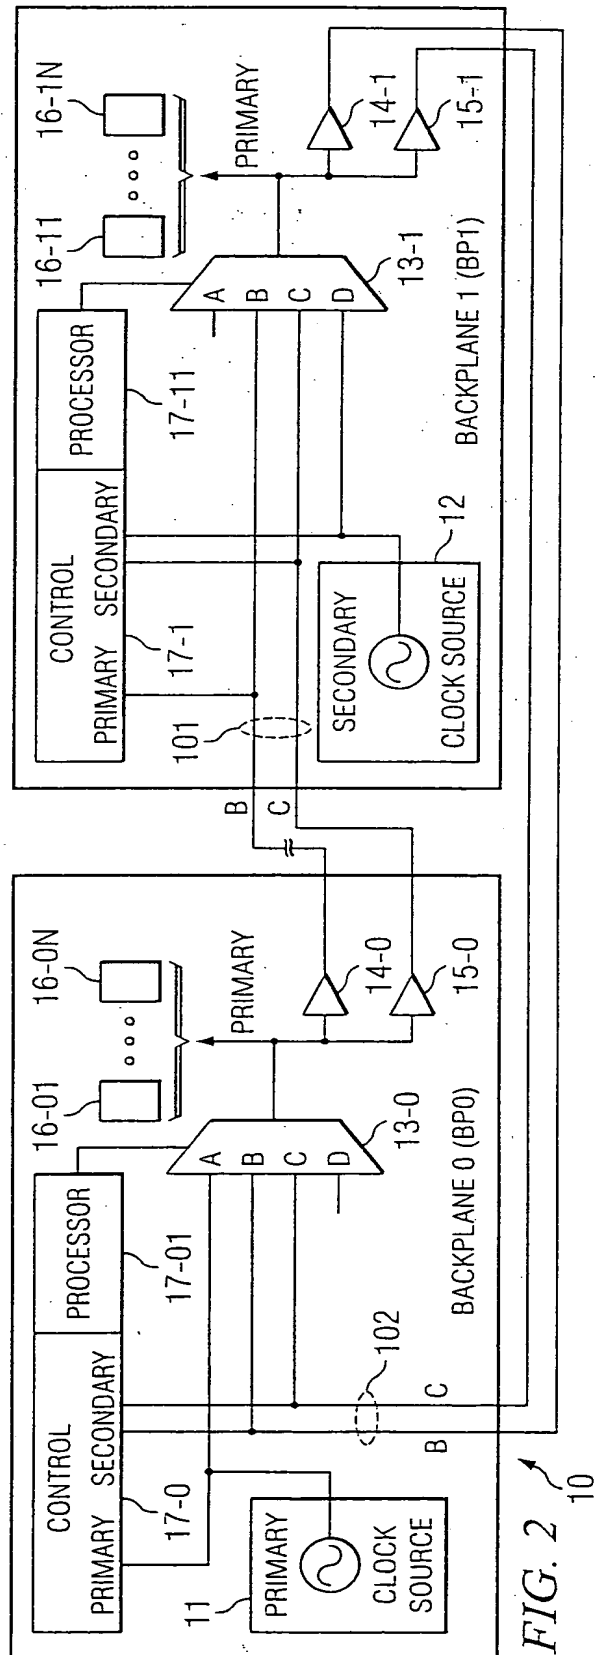 CONTROL
PRIMARY SECONDARY
PROCESSOR
17-0
17-01
16-01
16-0N
PRIMARY
A
B
C
D
13-0
14-0
15-0
11
PRIMARY
CLOCK
SOURCE
102
B
C
BACKPLANE 0 (BP0)
B
C
CONTROL
PRIMARY SECONDARY
PROCESSOR
17-1
17-11
16-11
16-1N
PRIMARY
A
B
C
D
13-1
14-1
15-1
101
SECONDARY
CLOCK SOURCE
12
BACKPLANE 1 (BP1)
10
FIG. 2